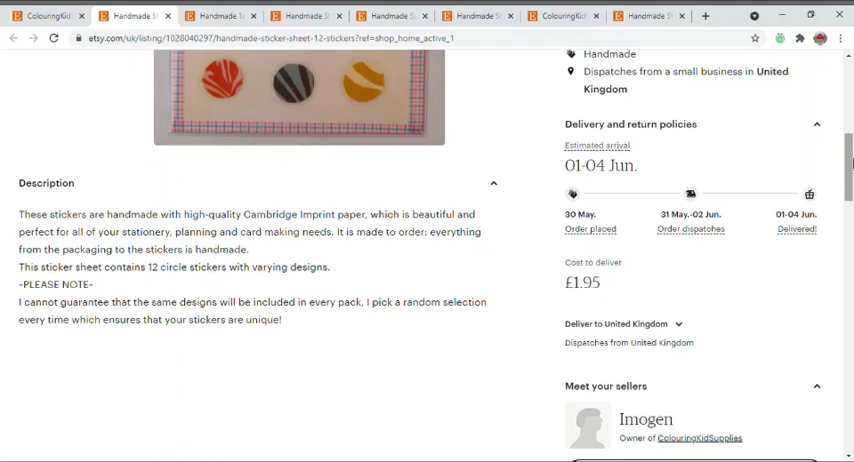 ColouringKid
Handmade St
Handmade Ta
Handmade St
Handmade St
Handmade St
ColouringKid
Handmade St
etsy.com/uk/listing/1028040297/handmade-sticker-sheet-12-stickers?ref=shop_home_active_1
Handmade
Dispatches from a small business in United
Kingdom
Delivery and return policies
Estimated arrival
01-04 Jun.
30 May. 31 May.-02 Jun. 01-04 Jun.
Order placed Order dispatches Delivered!
Cost to deliver
£1.95
Deliver to United Kingdom
Dispatches from United Kingdom
Meet your sellers
Imogen
Owner of ColouringKidSupplies
Description
These stickers are handmade with high-quality Cambridge Imprint paper, which is beautiful and
perfect for all of your stationery, planning and card making needs. It is made to order: everything
from the packaging to the stickers is handmade.
This sticker sheet contains 12 circle stickers with varying designs.
~PLEASE NOTE~
I cannot guarantee that the same designs will be included in every pack, I pick a random selection
every time which ensures that your stickers are unique!